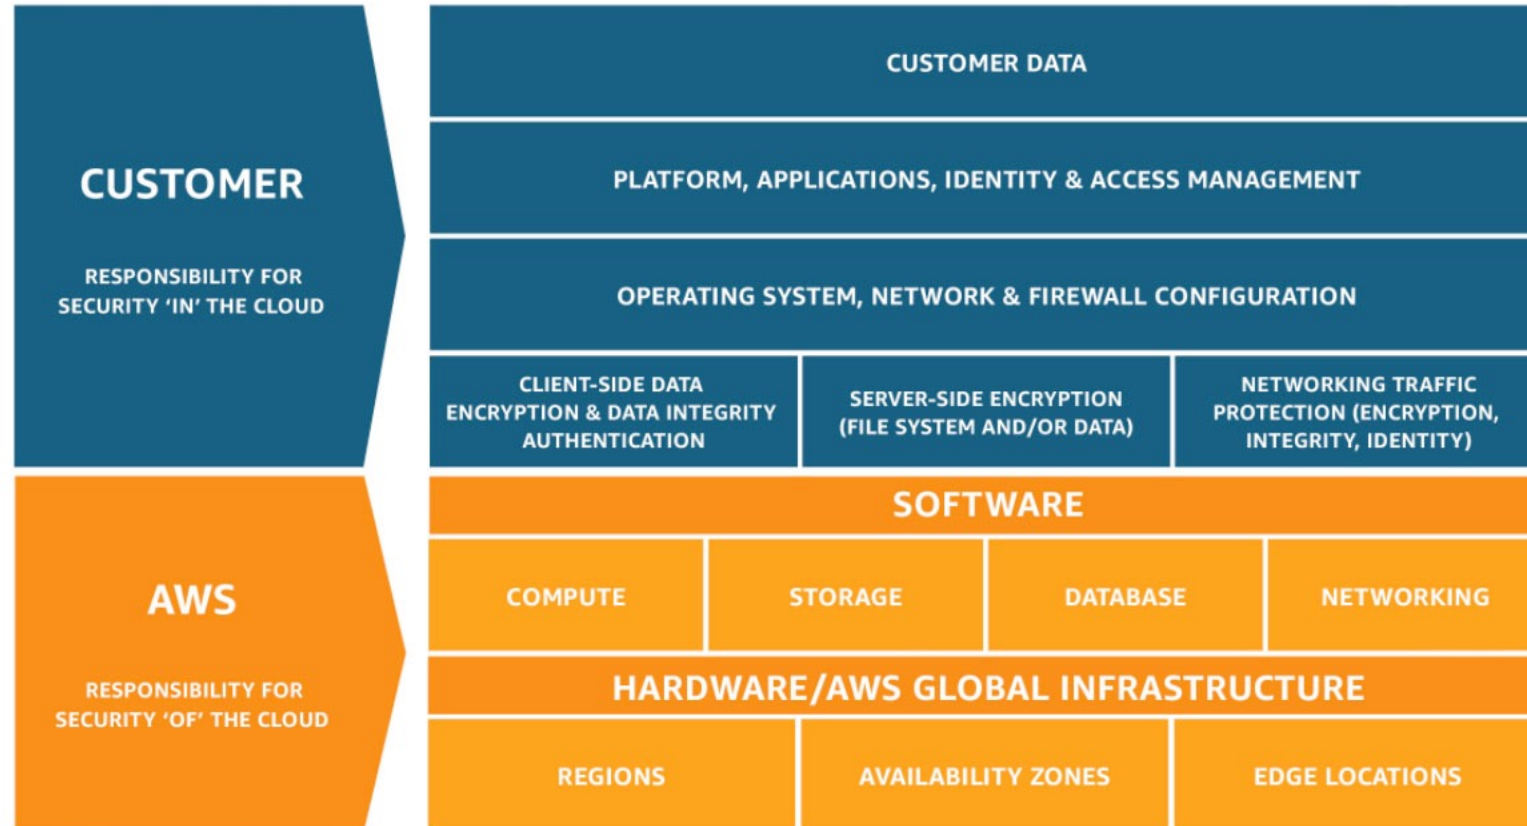 CUSTOMER
RESPONSIBILITY FOR
SECURITY ‘IN’ THE CLOUD
CUSTOMER DATA
PLATFORM, APPLICATIONS, IDENTITY & ACCESS MANAGEMENT
OPERATING SYSTEM, NETWORK & FIREWALL CONFIGURATION
CLIENT-SIDE DATA
ENCRYPTION & DATA INTEGRITY
AUTHENTICATION
SERVER-SIDE ENCRYPTION
(FILE SYSTEM AND/OR DATA)
NETWORKING TRAFFIC
PROTECTION (ENCRYPTION,
INTEGRITY, IDENTITY)
AWS
RESPONSIBILITY FOR
SECURITY ‘OF’ THE CLOUD
SOFTWARE
COMPUTE
STORAGE
DATABASE
NETWORKING
HARDWARE/AWS GLOBAL INFRASTRUCTURE
REGIONS
AVAILABILITY ZONES
EDGE LOCATIONS